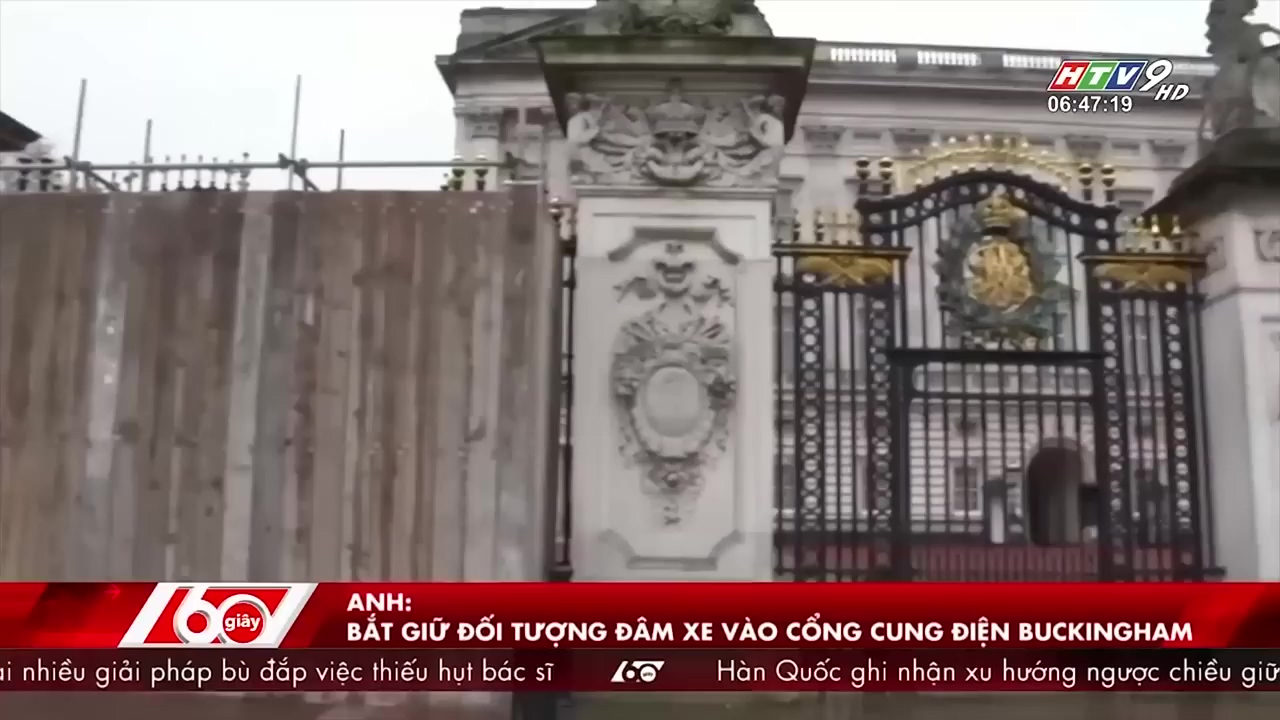 HTV9 HD
06:47:19
60 giây
ANH:
BẮT GIỮ ĐỐI TƯỢNG ĐÂM XE VÀO CỔNG CUNG ĐIỆN BUCKINGHAM
nhiều giải pháp bù đắp việc thiếu hụt bác sĩ
60 giây
Hàn Quốc ghi nhận xu hướng ngược chiều giữ